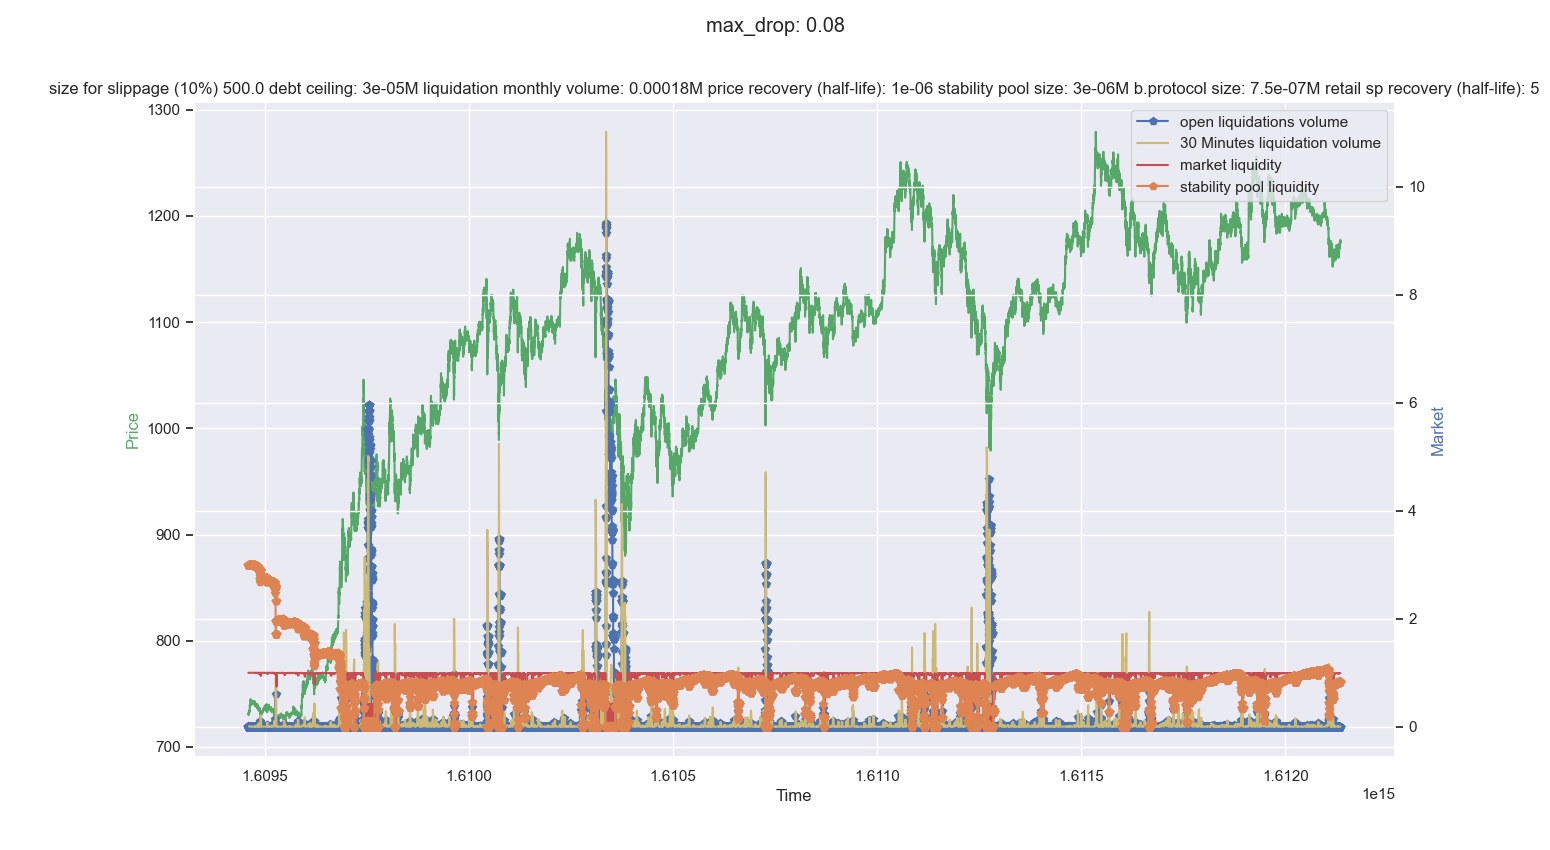 max_drop: 0.08
size for slippage (10%) 500.0 debt ceiling: 3e-05M liquidation monthly volume: 0.00018M price recovery (half-life): 1e-06 stability pool size: 3e-06M b.protocol size: 7.5e-07M retail sp recovery (half-life): 5
open liquidations volume
30 Minutes liquidation volume
market liquidity
stability pool liquidity
1300
1200
1100
1000
900
800
700
Price
10
8
6
4
2
0
Market
1.6095 1.6100 1.6105 1.6110 1.6115 1.6120
Time
1e15